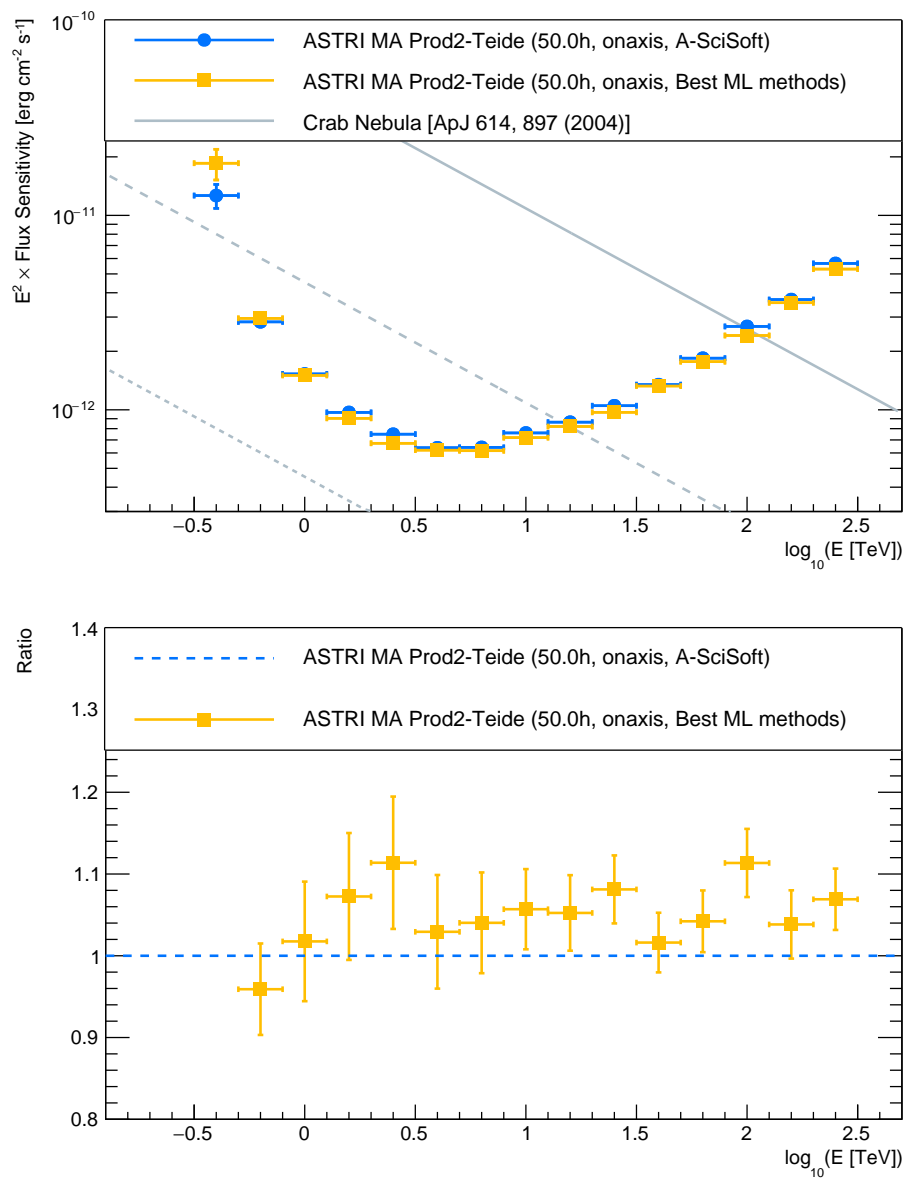 E² × Flux Sensitivity [erg cm⁻² s⁻¹]
10⁻¹⁰
10⁻¹¹
10⁻¹²
ASTRI MA Prod2-Teide (50.0h, onaxis, A-SciSoft)
ASTRI MA Prod2-Teide (50.0h, onaxis, Best ML methods)
Crab Nebula [ApJ 614, 897 (2004)]
−0.5 0 0.5 1 1.5 2 2.5
log₁₀(E [TeV])
Ratio
1.4
1.3
1.2
1.1
1
0.9
0.8
ASTRI MA Prod2-Teide (50.0h, onaxis, A-SciSoft)
ASTRI MA Prod2-Teide (50.0h, onaxis, Best ML methods)
−0.5 0 0.5 1 1.5 2 2.5
log₁₀(E [TeV])